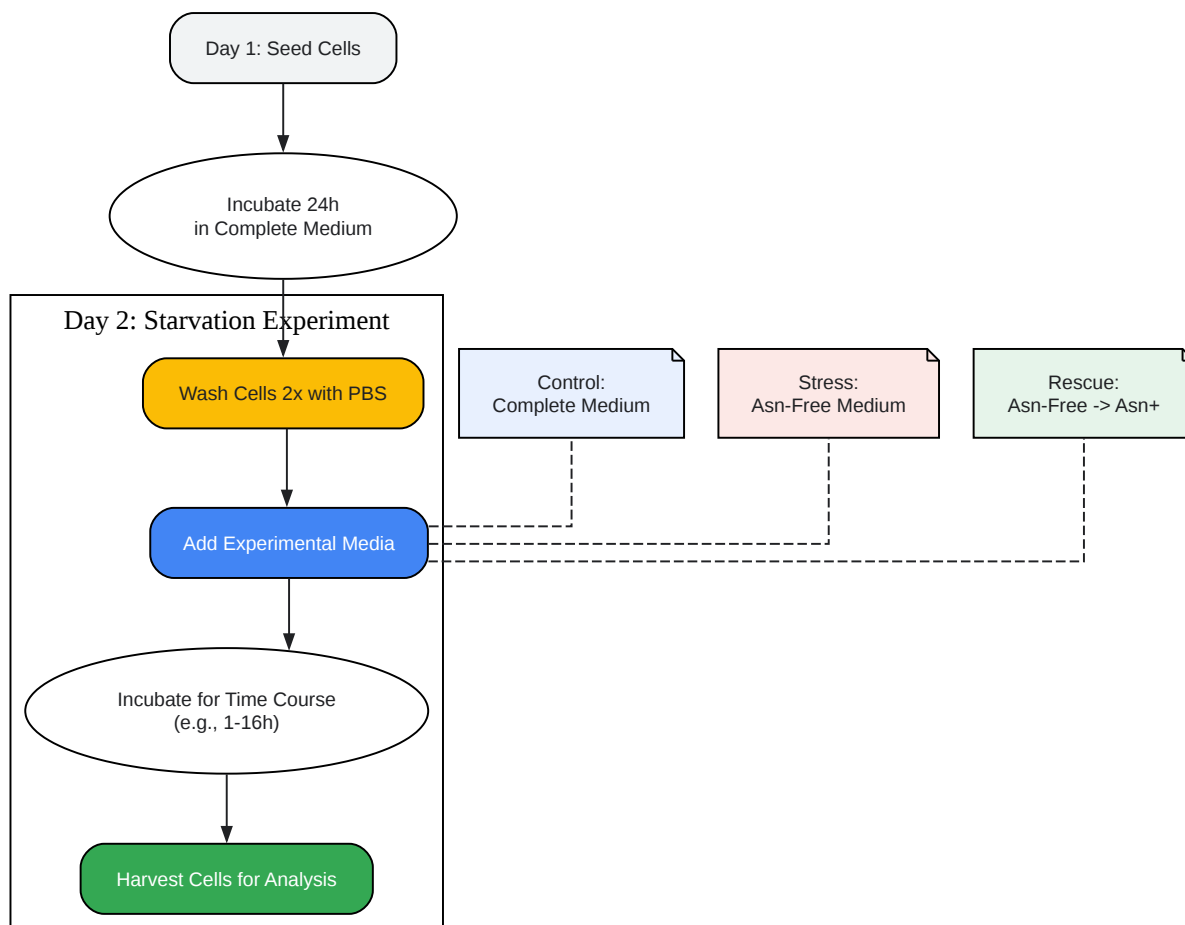 Day 1: Seed Cells
Incubate 24h
in Complete Medium
Day 2: Starvation Experiment
Wash Cells 2x with PBS
Control:
Complete Medium
Stress:
Asn-Free Medium
Rescue:
Asn-Free -> Asn+
Add Experimental Media
Incubate for Time Course
(e.g., 1-16h)
Harvest Cells for Analysis